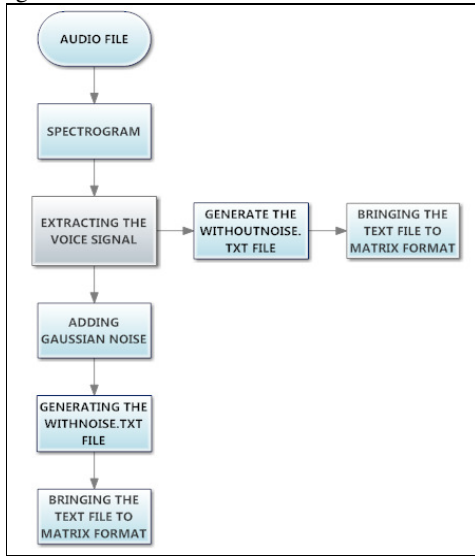 AUDIO FILE
SPECTROGRAM
EXTRACTING THE
VOICE SIGNAL
GENERATE THE
WITHOUTNOISE.
TXT FILE
BRINGING THE
TEXT FILE TO
MATRIX FORMAT
ADDING
GAUSSIAN NOISE
GENERATING THE
WITHNOISE.TXT
FILE
BRINGING THE
TEXT FILE TO
MATRIX FORMAT